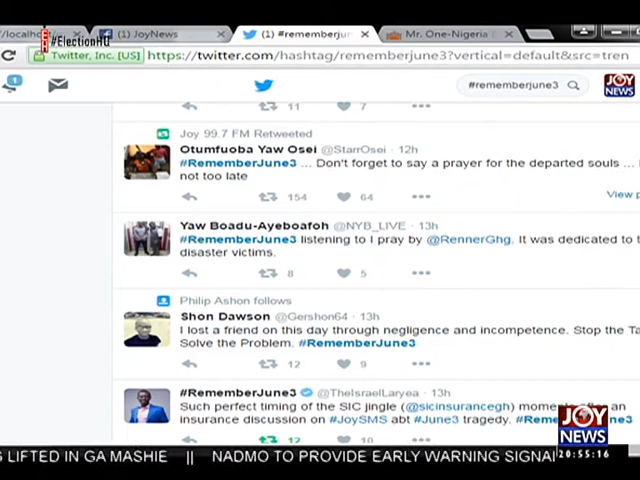 #ElectionHQ
/localhost
(1) JoyNews
(1) #rememberjun
Mr. One-Nigeria
Twitter, Inc. [US]
https://twitter.com/hashtag/rememberjune3?vertical=default&src=tren
1
#rememberjune3
JOY
NEWS
11
7
Joy 99.7 FM Retweeted
Otumfuoba Yaw Osei @StarrOsei · 12h
#RememberJune3 ... Don't forget to say a prayer for the departed souls ...
not too late
154
64
View
Yaw Boadu-Ayeboafoh @NYB_LIVE · 13h
#RememberJune3 listening to I pray by @RennerGhg. It was dedicated to
disaster victims.
8
5
Philip Ashon follows
Shon Dawson @Gershon64 · 13h
I lost a friend on this day through negligence and incompetence. Stop the Ta
Solve the Problem. #RememberJune3
12
9
#RememberJune3 @TheIsraelLaryea · 13h
Such perfect timing of the SIC jingle (@sicinsurancegh)
insurance discussion on #JoySMS abt #June3 tragedy.
12
10
JOY
NEWS
LIFTED IN GA MASHIE || NADMO TO PROVIDE EARLY WARNING SIGNA
20:55:16